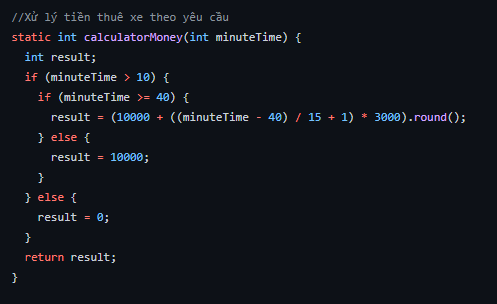 //Xử lý tiền thuê xe theo yêu cầu
static int calculatorMoney(int minuteTime) {
  int result;
  if (minuteTime > 10) {
    if (minuteTime >= 40) {
      result = (10000 + ((minuteTime - 40) / 15 + 1) * 3000).round();
    } else {
      result = 10000;
    }
  } else {
    result = 0;
  }
  return result;
}